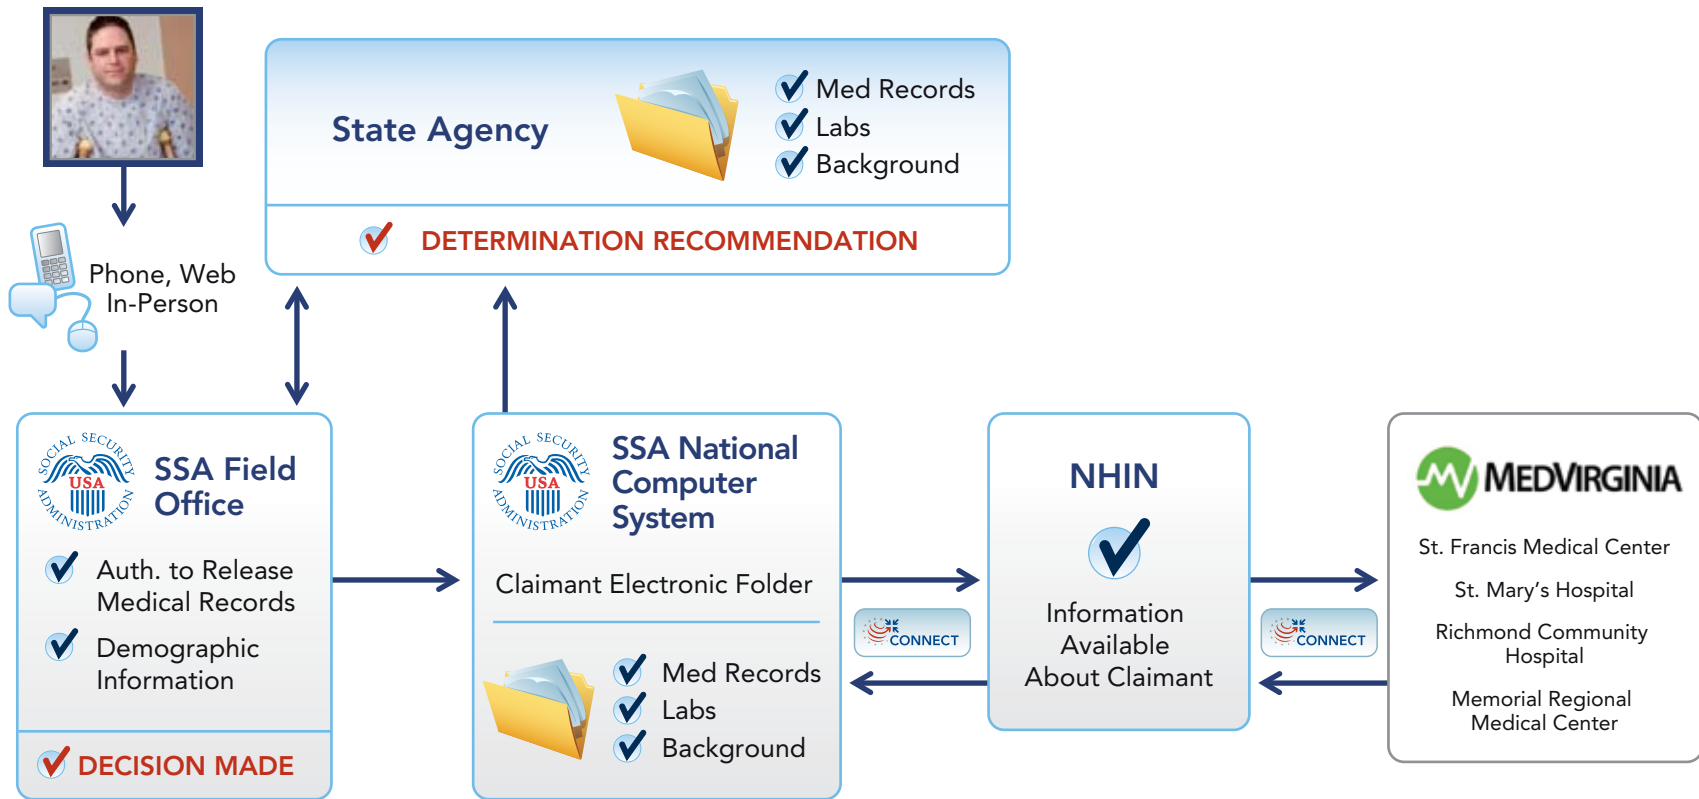 State Agency
Med Records
Labs
Background
DETERMINATION RECOMMENDATION
Phone, Web
In-Person
SOCIAL SECURITY
USA
ADMINISTRATION
SSA Field
Office
Auth. to Release
Medical Records
Demographic
Information
DECISION MADE
SOCIAL SECURITY
USA
ADMINISTRATION
SSA National
Computer
System
Claimant Electronic Folder
Med Records
Labs
Background
CONNECT
NHIN
Information
Available
About Claimant
CONNECT
MEDVIRGINIA
St. Francis Medical Center
St. Mary's Hospital
Richmond Community
Hospital
Memorial Regional
Medical Center